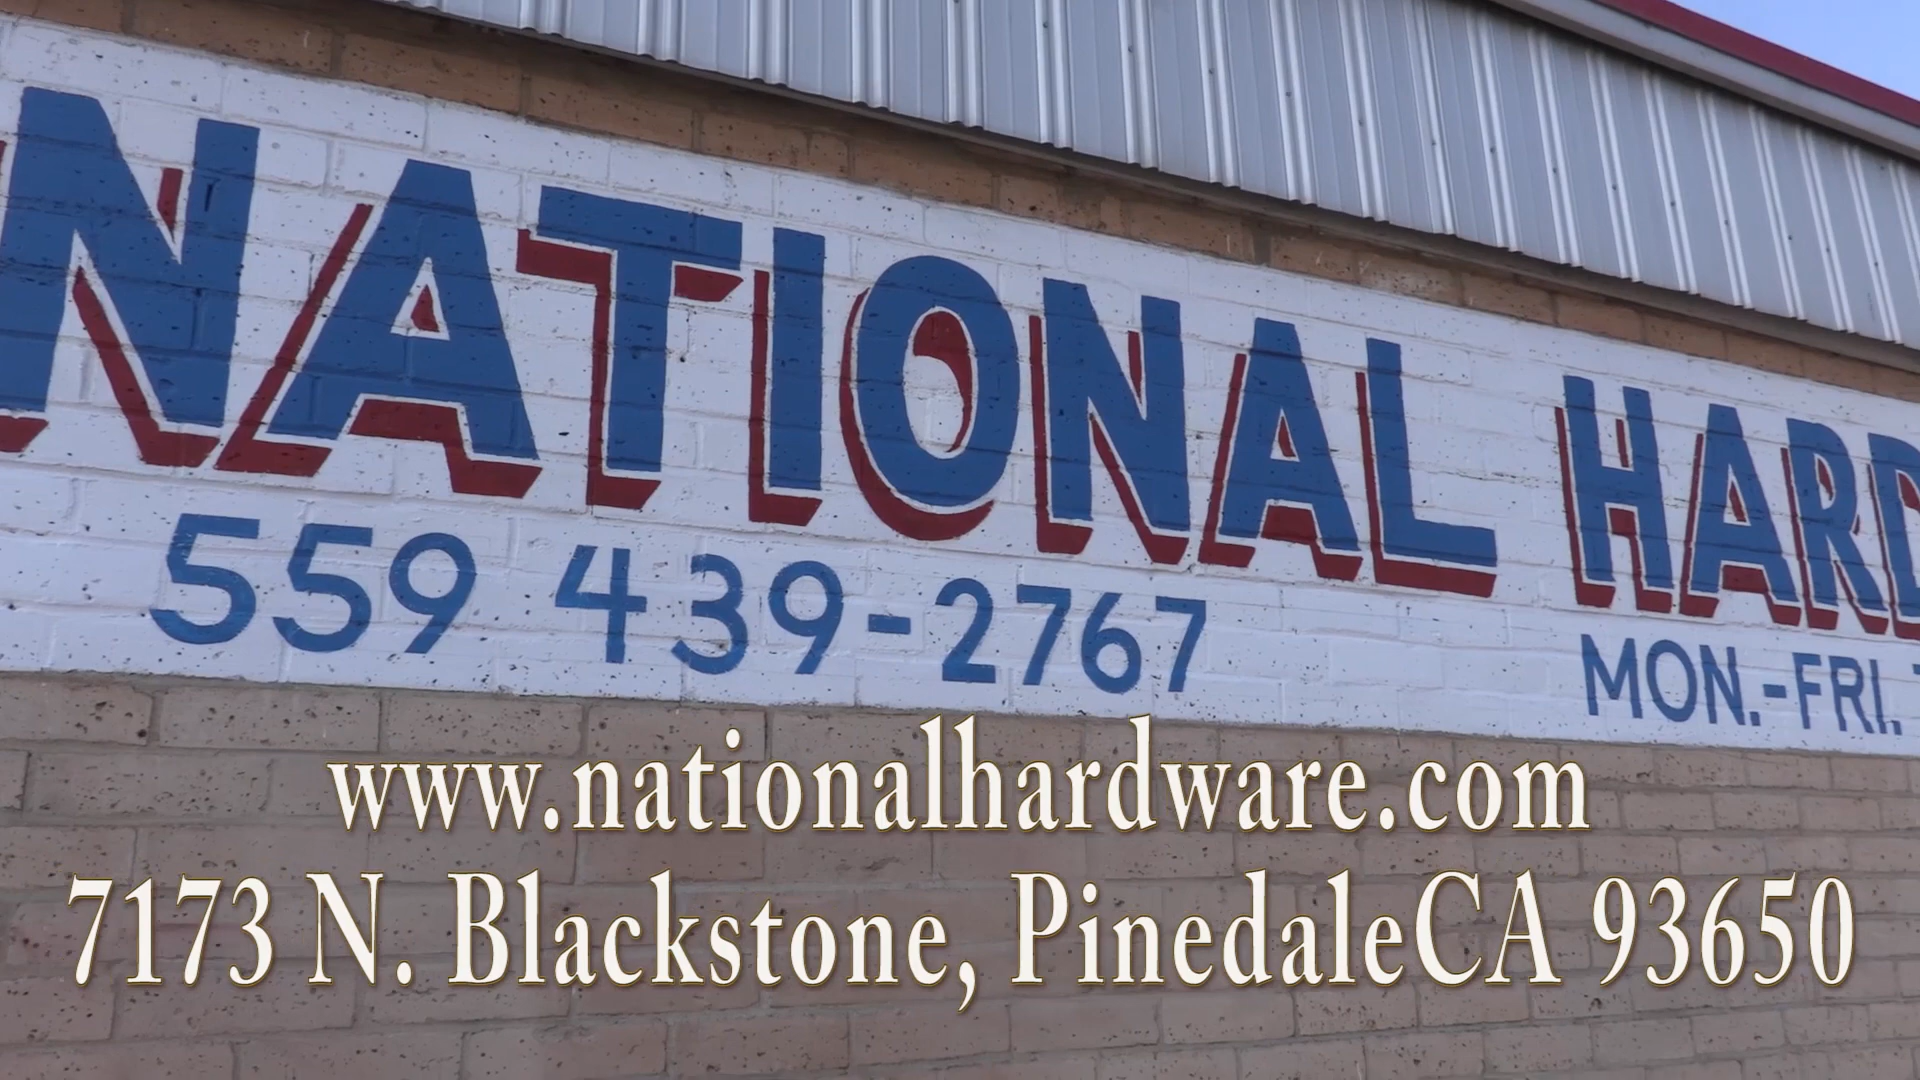 NATIONAL HARD
559 439-2767
MON.-FRI.
www.nationalhardware.com
7173 N. Blackstone, PinedaleCA 93650